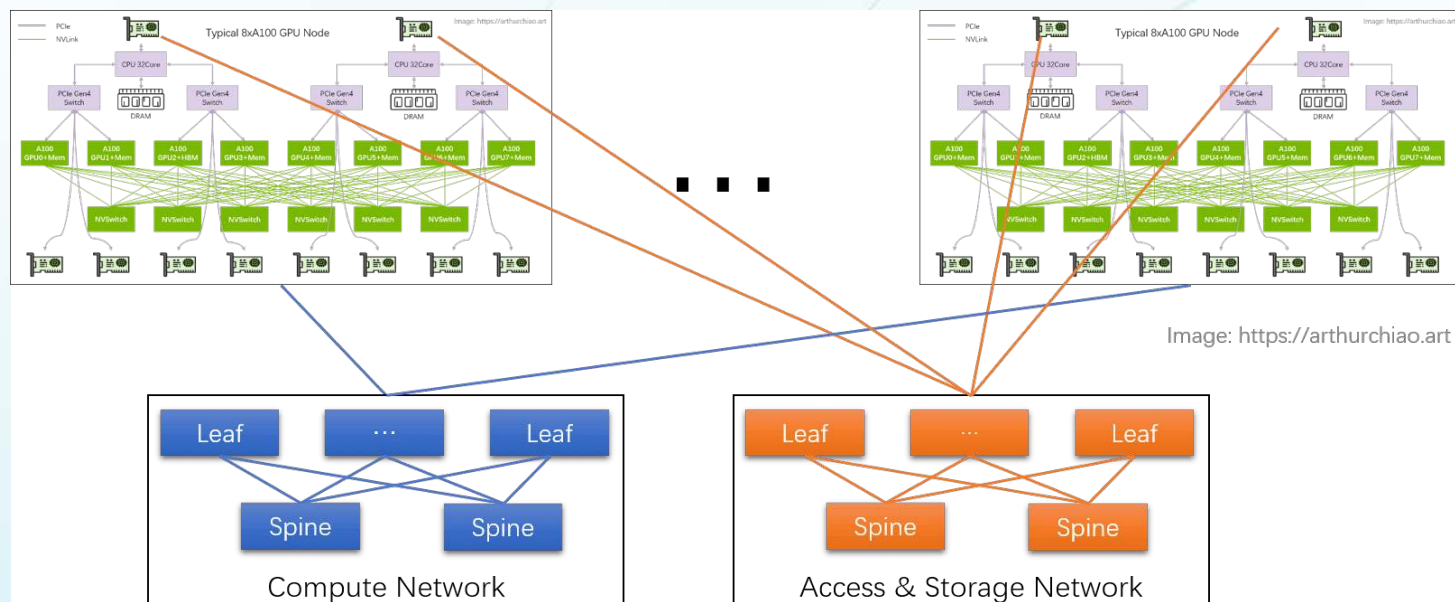 PCIe
NVLink
Typical 8xA100 GPU Node
Image: https://arthurchiao.art
CPU 32Core
CPU 32Core
PCIe Gen4
Switch
DRAM
PCIe Gen4
Switch
PCIe Gen4
Switch
DRAM
PCIe Gen4
Switch
A100
GPU0+Mem
A100
GPU1+Mem
A100
GPU2+HBM
A100
GPU3+Mem
A100
GPU4+Mem
A100
GPU5+Mem
A100
GPU6+Mem
A100
GPU7+Mem
NVSwitch
NVSwitch
NVSwitch
NVSwitch
NVSwitch
NVSwitch
. . .
PCIe
NVLink
Typical 8xA100 GPU Node
Image: https://arthurchiao.art
CPU 32Core
CPU 32Core
PCIe Gen4
Switch
DRAM
PCIe Gen4
Switch
PCIe Gen4
Switch
DRAM
PCIe Gen4
Switch
A100
GPU0+Mem
A100
A100
GPU2+HBM
A100
GPU3+Mem
A100
GPU4+Mem
A100
GPU5+Mem
A100
GPU6+Mem
A100
GPU7+Mem
NVSwitch
NVSwitch
NVSwitch
NVSwitch
NVSwitch
NVSwitch
Image: https://arthurchiao.art
Leaf
...
Leaf
Spine
Spine
Compute Network
Leaf
...
Leaf
Spine
Spine
Access & Storage Network